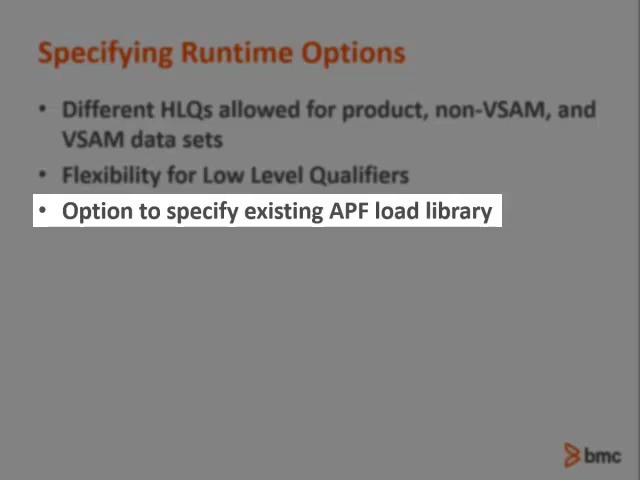 Specifying Runtime Options
• Different HLQs allowed for product, non-VSAM, and
VSAM data sets
• Flexibility for Low Level Qualifiers
• Option to specify existing APF load library
bmc